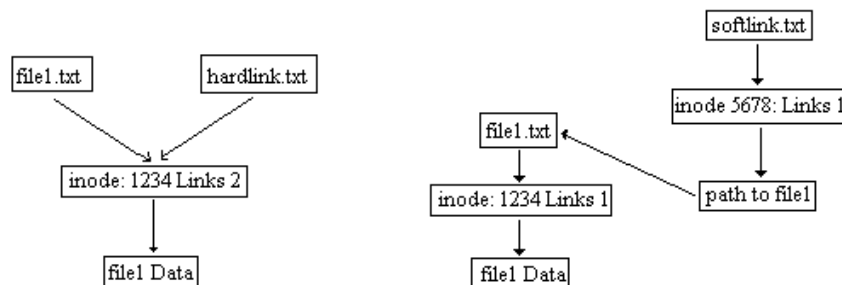 file1.txt
hardlink.txt
inode: 1234 Links 2
file1 Data
softlink.txt
inode 5678: Links 1
path to file1
file1.txt
inode: 1234 Links 1
file1 Data